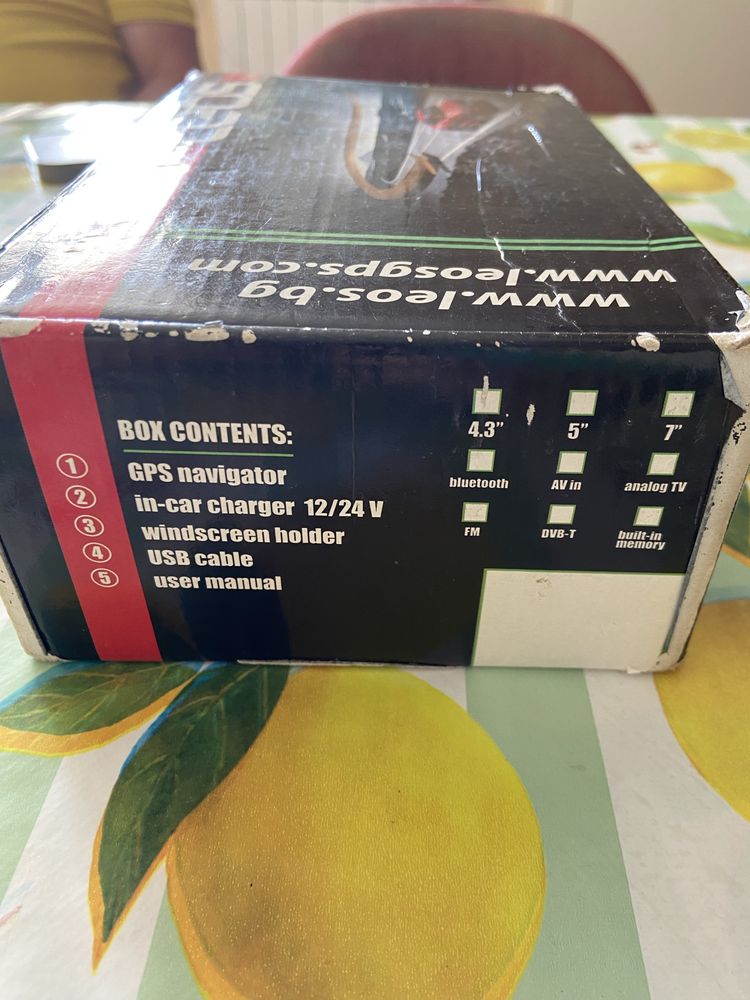 www.leosgps.com
www.leos.bg
BOX CONTENTS:
1 GPS navigator
2 in-car charger 12/24 V
3 windscreen holder
4 USB cable
5 user manual
4.3” 5” 7”
bluetooth AV in analog TV
FM DVB-T built-in
memory